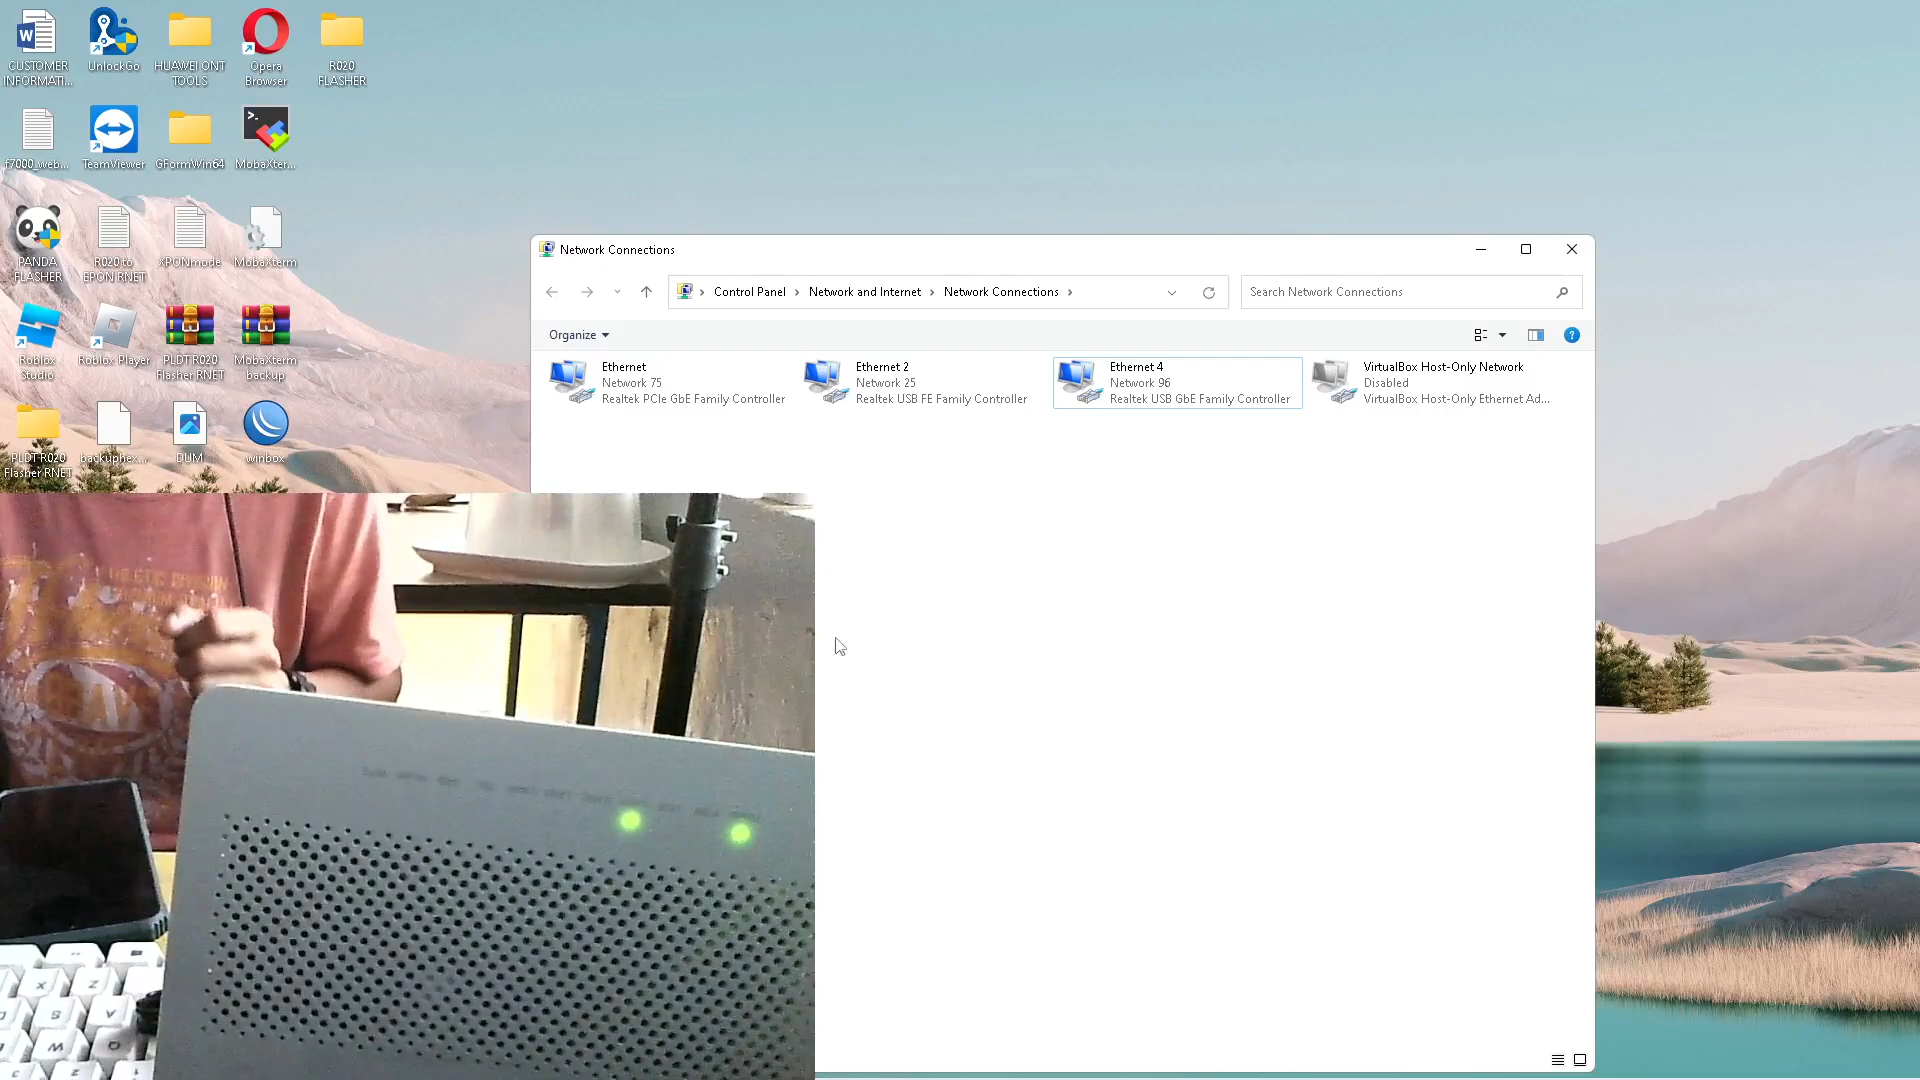 CUSTOMER
INFORMATI...
UnlockGo
HUAWEI ONT
TOOLS
Opera
Browser
R020
FLASHER
f7000_web...
TeamViewer
GFormWin64
MobaXter...
PANDA
FLASHER
R020 to
EPON RNET
XPONmode
MobaXterm
Roblox
Studio
Roblox Player
PLDT R020
Flasher RNET
MobaXterm
backup
PLDT R020
Flasher RNET
backuphex...
DUM
winbox
Network Connections
Control Panel
Network and Internet
Network Connections
Search Network Connections
Organize
Ethernet
Network 75
Realtek PCIe GbE Family Controller
Ethernet 2
Network 25
Realtek USB FE Family Controller
Ethernet 4
Network 96
Realtek USB GbE Family Controller
VirtualBox Host-Only Network
Disabled
VirtualBox Host-Only Ethernet Ad...